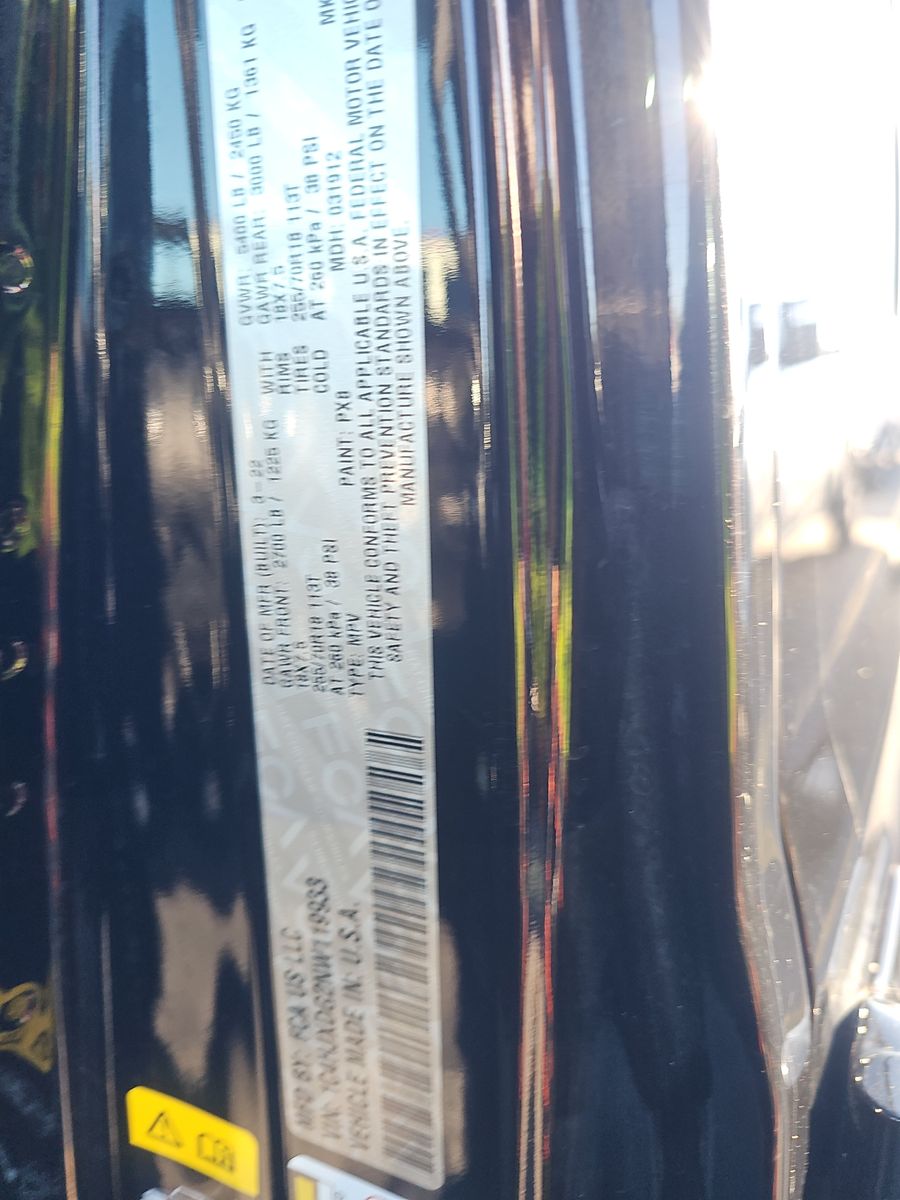 MFD BY: FCA US LLC
VIN:
VEHICLE MADE IN: U.S.A.
DATE OF MFR (BUILT): 3-22 GVWR: 5400 LB / 2450 KG
GAWR FRONT: 2700 LB / 1225 KG WITH GAWR REAR: 3000 LB / 1361 KG
18X7.5 RIMS 18X7.5
255/70R18 113T TIRES 255/70R18 113T
AT 260 kPa / 38 PSI COLD AT 260 kPa / 38 PSI
TYPE: MPV PAINT: PX8 MDH: 031912
THIS VEHICLE CONFORMS TO ALL APPLICABLE U.S.A. FEDERAL MOTOR VEHIC
SAFETY AND THEFT PREVENTION STANDARDS IN EFFECT ON THE DATE O
MANUFACTURE SHOWN ABOVE.